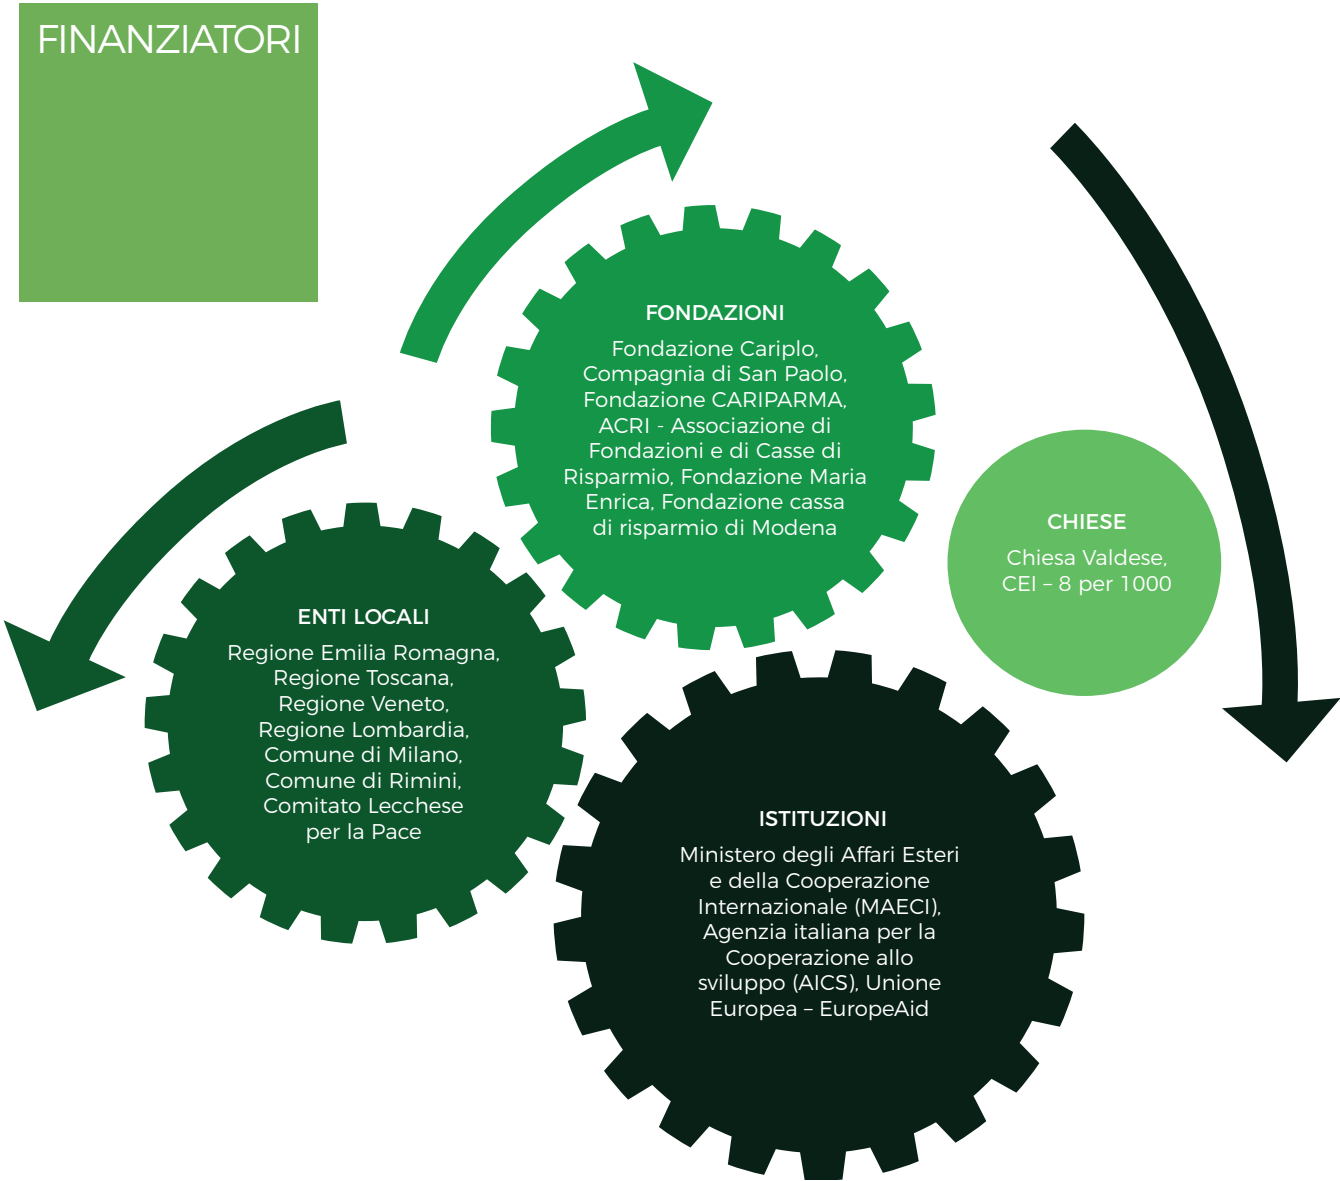 FINANZIATORI
FONDAZIONI
Fondazione Cariplo,
Compagnia di San Paolo,
Fondazione CARIPARMA,
ACRI - Associazione di
Fondazioni e di Casse di
Risparmio, Fondazione Maria
Enrica, Fondazione cassa
di risparmio di Modena
CHIESE
Chiesa Valdese,
CEI – 8 per 1000
ENTI LOCALI
Regione Emilia Romagna,
Regione Toscana,
Regione Veneto,
Regione Lombardia,
Comune di Milano,
Comune di Rimini,
Comitato Lecchese
per la Pace
ISTITUZIONI
Ministero degli Affari Esteri
e della Cooperazione
Internazionale (MAECI),
Agenzia italiana per la
Cooperazione allo
sviluppo (AICS), Unione
Europea – EuropeAid